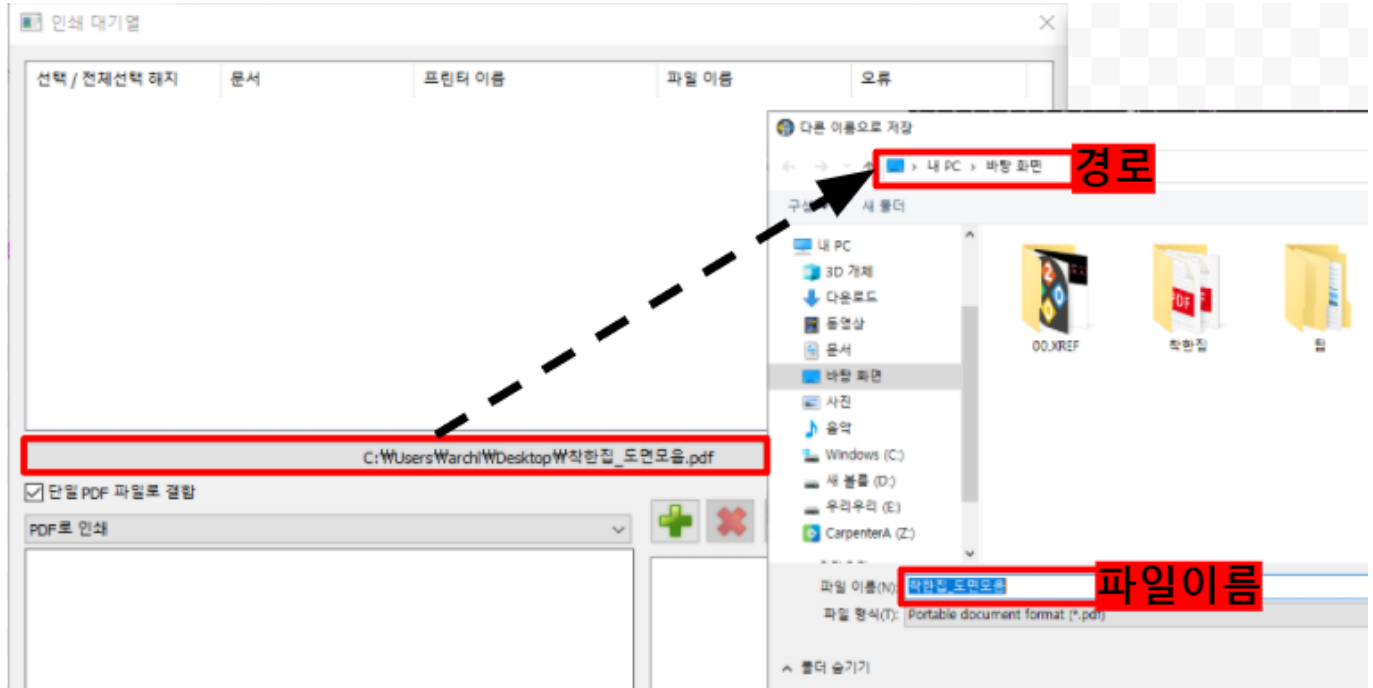 인쇄 대기열
선택 / 전체선택 해지 문서 프린터 이름 파일 이름 오류
C:₩Users₩archi₩Desktop₩착한집_도면모음.pdf
단일 PDF 파일로 결합
PDF로 인쇄
다른 이름으로 저장
내 PC › 바탕 화면
경로
새 폴더
내 PC
3D 개체
다운로드
동영상
문서
바탕 화면
사진
음악
Windows (C:)
새 볼륨 (D:)
우리우리 (E:)
CarpenterA (Z:)
00.XREF 착한집 팁
파일 이름(N): 착한집_도면모음
파일이름
파일 형식(T): Portable document format (*.pdf)
폴더 숨기기